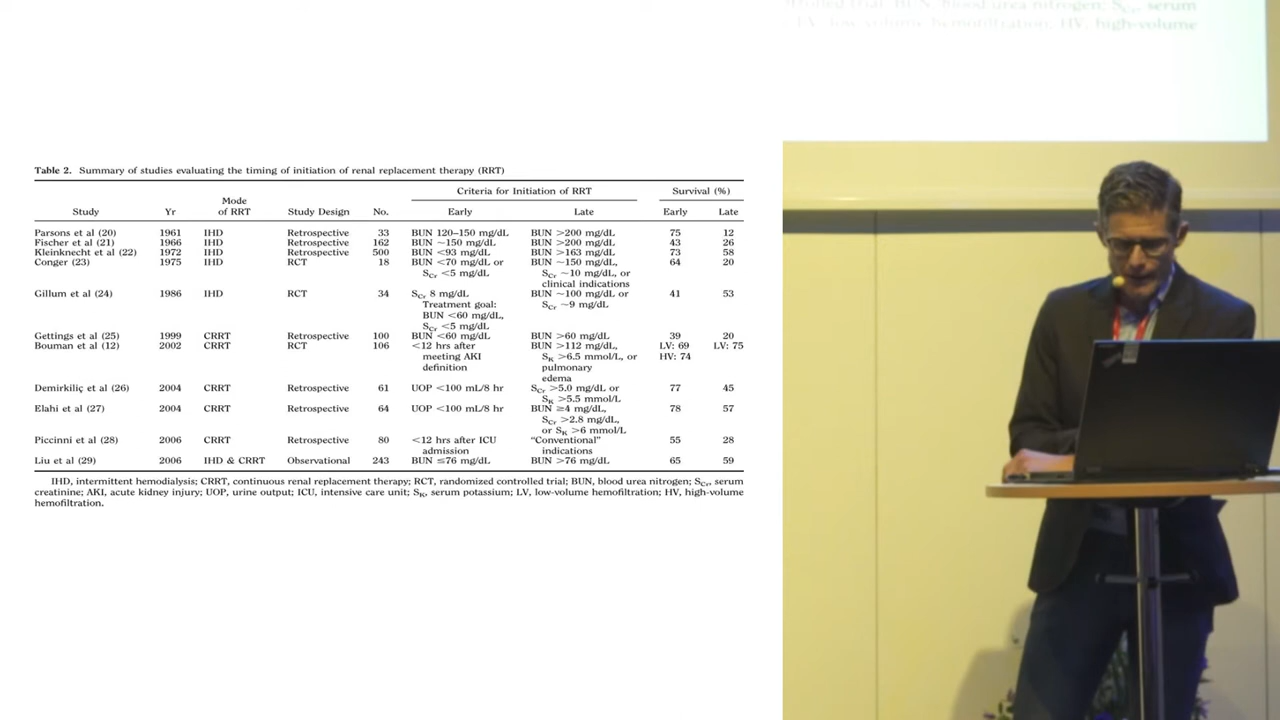 trolled trial; BUN, blood urea nitrogen; SCr, serum
LV, low-volume hemofiltration; HV, high-volume
Table 2. Summary of studies evaluating the timing of initiation of renal replacement therapy (RRT)
Criteria for Initiation of RRT Survival (%)
Mode
Study Yr of RRT Study Design No. Early Late Early Late
Parsons et al (20) 1961 IHD Retrospective 33 BUN 120–150 mg/dL BUN >200 mg/dL 75 12
Fischer et al (21) 1966 IHD Retrospective 162 BUN ~150 mg/dL BUN >200 mg/dL 43 26
Kleinknecht et al (22) 1972 IHD Retrospective 500 BUN <93 mg/dL BUN >163 mg/dL 73 58
Conger (23) 1975 IHD RCT 18 BUN <70 mg/dL or BUN ~150 mg/dL, 64 20
SCr <5 mg/dL SCr ~10 mg/dL, or
clinical indications
Gillum et al (24) 1986 IHD RCT 34 SCr 8 mg/dL BUN ~100 mg/dL or 41 53
Treatment goal: SCr ~9 mg/dL
BUN <60 mg/dL,
SCr <5 mg/dL
Gettings et al (25) 1999 CRRT Retrospective 100 BUN <60 mg/dL BUN >60 mg/dL 39 20
Bouman et al (12) 2002 CRRT RCT 106 <12 hrs after BUN >112 mg/dL, LV: 69 LV: 75
meeting AKI SK >6.5 mmol/L, or HV: 74
definition pulmonary
edema
Demirkiliç et al (26) 2004 CRRT Retrospective 61 UOP <100 mL/8 hr SCr >5.0 mg/dL or 77 45
SK >5.5 mmol/L
Elahi et al (27) 2004 CRRT Retrospective 64 UOP <100 mL/8 hr BUN ≥4 mg/dL, 78 57
SCr >2.8 mg/dL,
or SK >6 mmol/L
Piccinni et al (28) 2006 CRRT Retrospective 80 <12 hrs after ICU "Conventional" 55 28
admission indications
Liu et al (29) 2006 IHD & CRRT Observational 243 BUN ≤76 mg/dL BUN >76 mg/dL 65 59
IHD, intermittent hemodialysis; CRRT, continuous renal replacement therapy; RCT, randomized controlled trial; BUN, blood urea nitrogen; SCr, serum
creatinine; AKI, acute kidney injury; UOP, urine output; ICU, intensive care unit; SK, serum potassium; LV, low-volume hemofiltration; HV, high-volume
hemofiltration.
ThinkPad